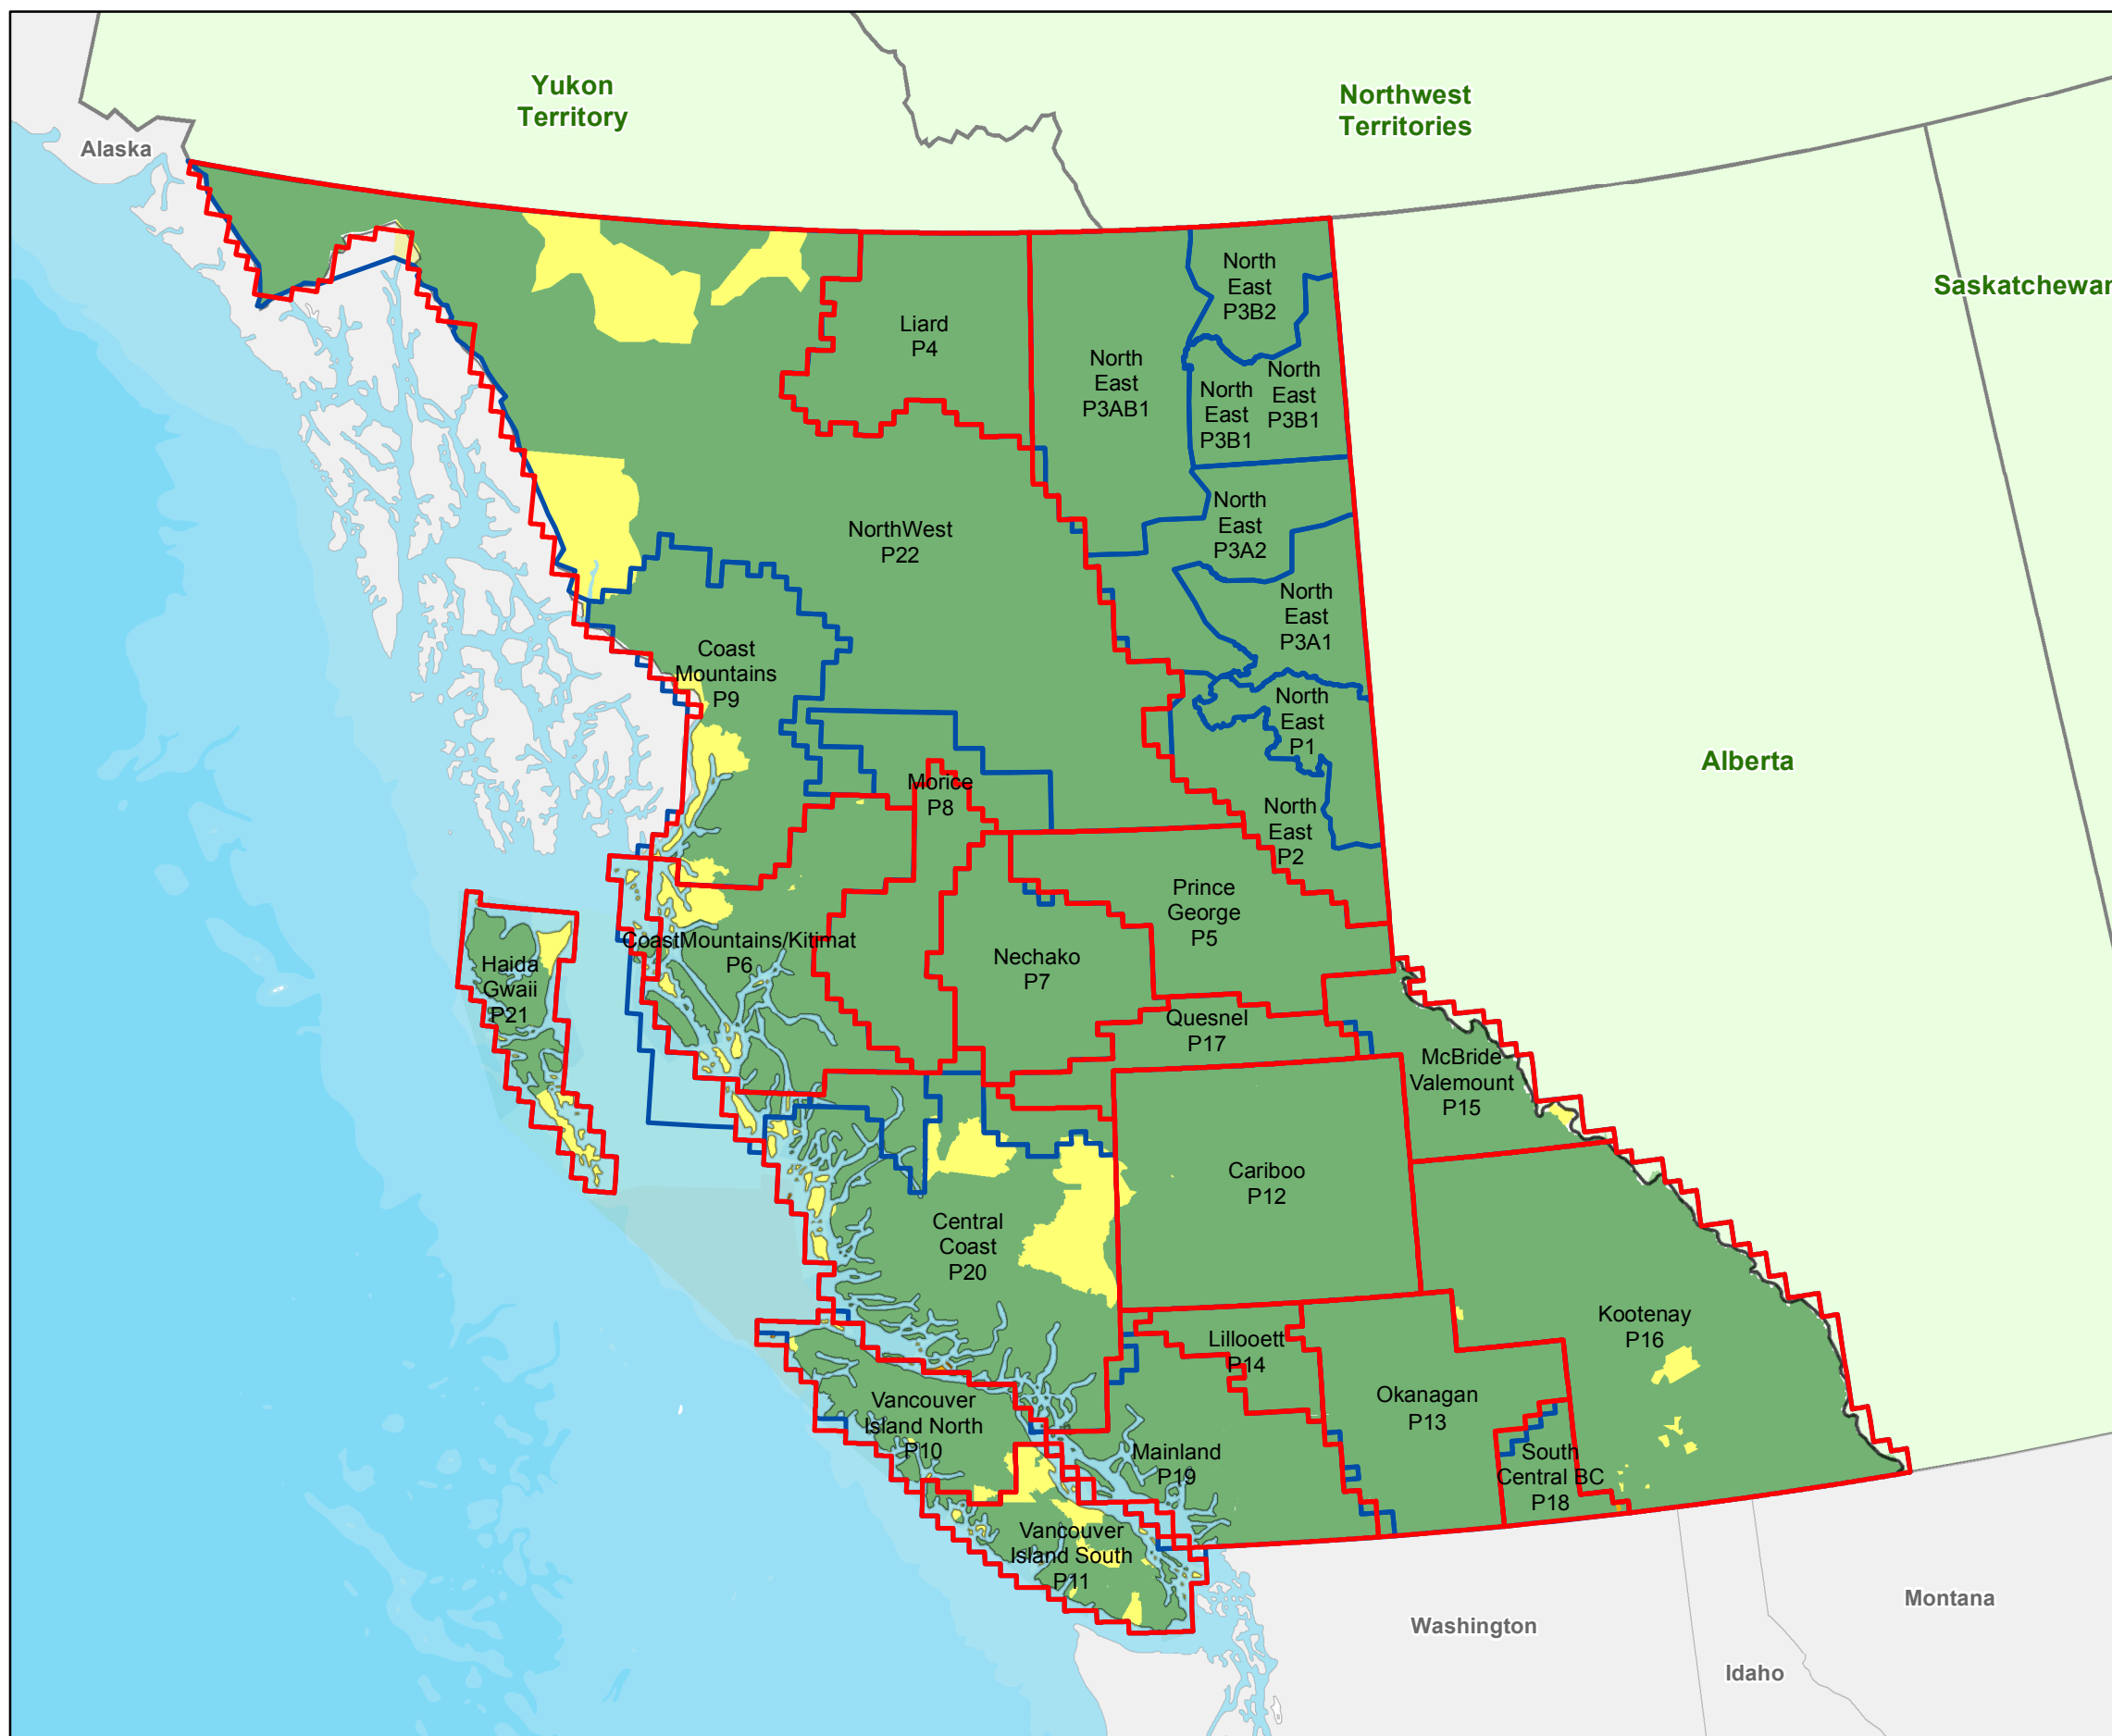 Yukon
Territory
Northwest
Territories
Alaska
Saskatchewan
North
East
P3B2
Liard
P4
North
East
P3AB1
North
East
P3B1
North
East
P3B1
North
East
P3A2
NorthWest
P22
North
East
P3A1
Coast
Mountains
P9
North
East
P1
Alberta
Morice
P8
North
East
P2
Prince
George
P5
CoastMountains/Kitimat
P6
Nechako
P7
Haida
Gwaii
P21
Quesnel
P17
McBride
Valemount
P15
Cariboo
P12
Central
Coast
P20
Kootenay
P16
Lillooett
P14
Okanagan
P13
Vancouver
Island North
P10
Mainland
P19
South
Central BC
P18
Vancouver
Island South
P11
Washington
Montana
Idaho